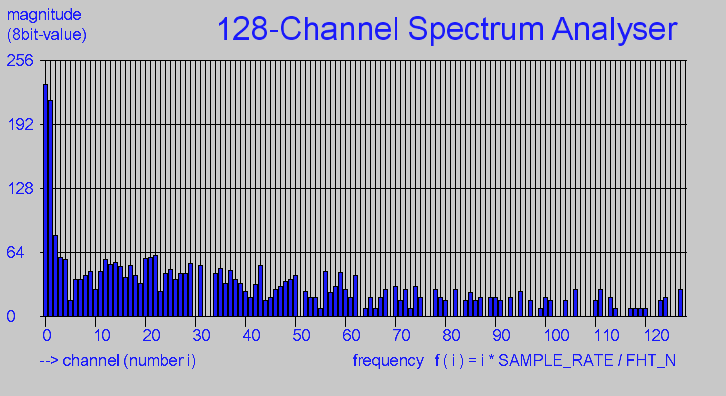 magnitude
(8bit-value)
128-Channel Spectrum Analyser
256
192
128
64
0
0 10 20 30 40 50 60 70 80 90 100 110 120
--> channel (number i)
frequency f ( i ) = i * SAMPLE_RATE / FHT_N